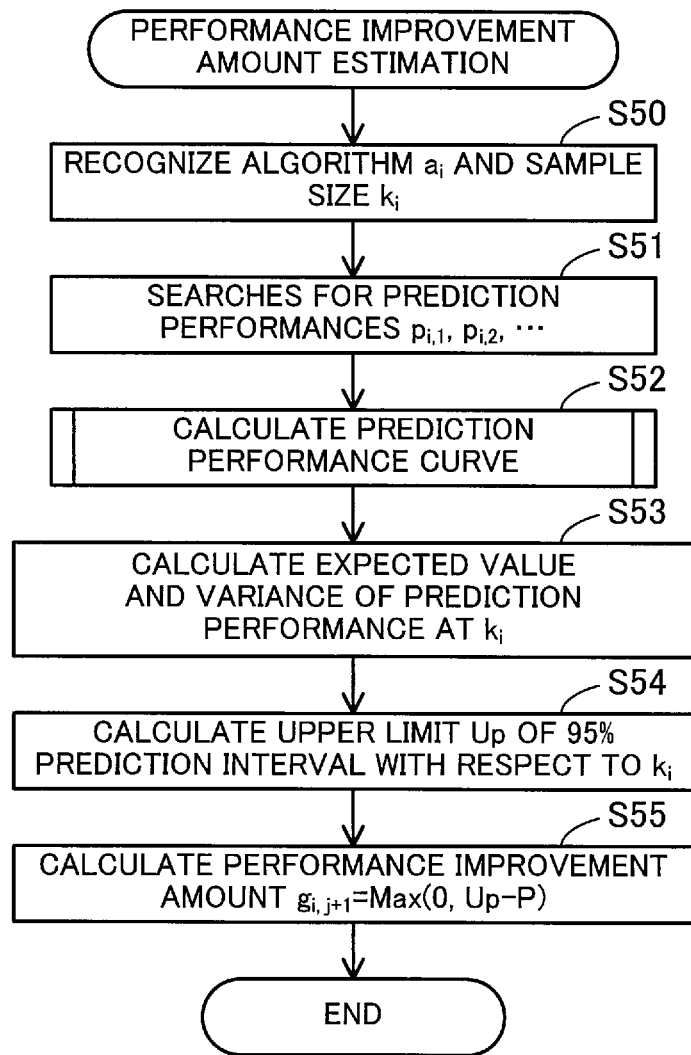 PERFORMANCE IMPROVEMENT
AMOUNT ESTIMATION
S50
RECOGNIZE ALGORITHM aᵢ AND SAMPLE
SIZE kᵢ
S51
SEARCHES FOR PREDICTION
PERFORMANCES pᵢ,₁, pᵢ,₂, ⋯
S52
CALCULATE PREDICTION
PERFORMANCE CURVE
S53
CALCULATE EXPECTED VALUE
AND VARIANCE OF PREDICTION
PERFORMANCE AT kᵢ
S54
CALCULATE UPPER LIMIT Up OF 95%
PREDICTION INTERVAL WITH RESPECT TO kᵢ
S55
CALCULATE PERFORMANCE IMPROVEMENT
AMOUNT gᵢ,ⱼ₊₁=Max(0, Up-P)
END